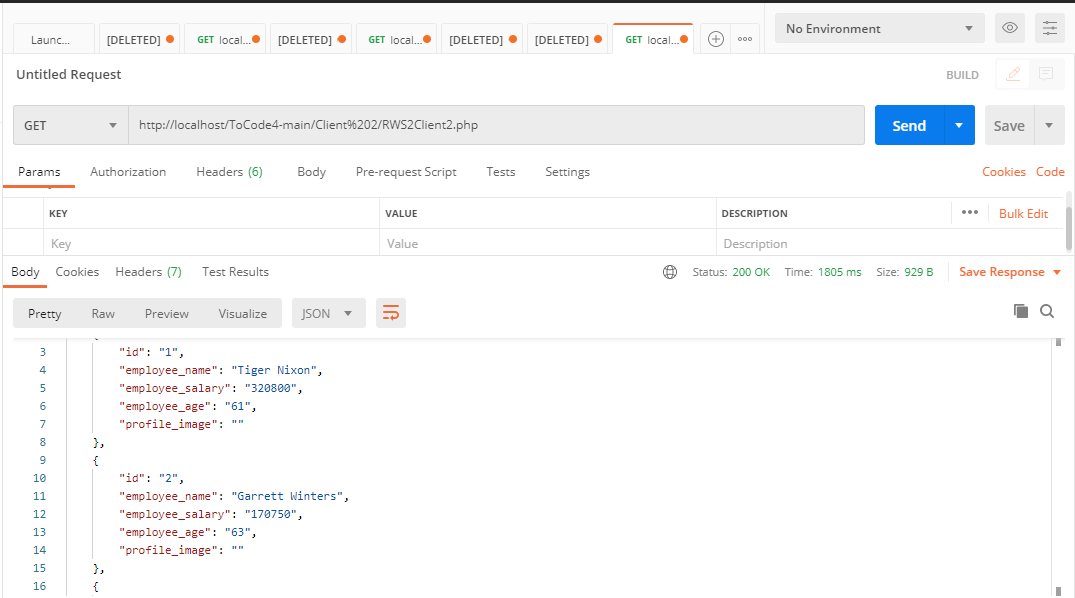 Launc... [DELETED] GET local... [DELETED] GET local... [DELETED] [DELETED] GET local... No Environment
Untitled Request BUILD
GET http://localhost/ToCode4-main/Client%202/RWS2Client2.php Send Save
Params Authorization Headers (6) Body Pre-request Script Tests Settings Cookies Code
KEY VALUE DESCRIPTION ••• Bulk Edit
Key Value Description
Body Cookies Headers (7) Test Results Status: 200 OK Time: 1805 ms Size: 929 B Save Response
Pretty Raw Preview Visualize JSON
3 "id": "1",
4 "employee_name": "Tiger Nixon",
5 "employee_salary": "320800",
6 "employee_age": "61",
7 "profile_image": ""
8 },
9 {
10 "id": "2",
11 "employee_name": "Garrett Winters",
12 "employee_salary": "170750",
13 "employee_age": "63",
14 "profile_image": ""
15 },
16 {